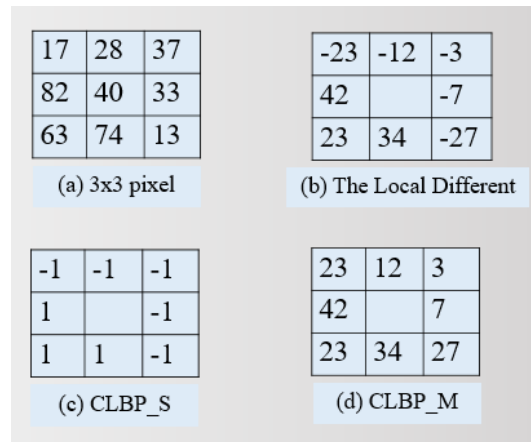 17 28 37
82 40 33
63 74 13
(a) 3x3 pixel
-23 -12 -3
42 -7
23 34 -27
(b) The Local Different
-1 -1 -1
1 -1
1 1 -1
(c) CLBP_S
23 12 3
42 7
23 34 27
(d) CLBP_M